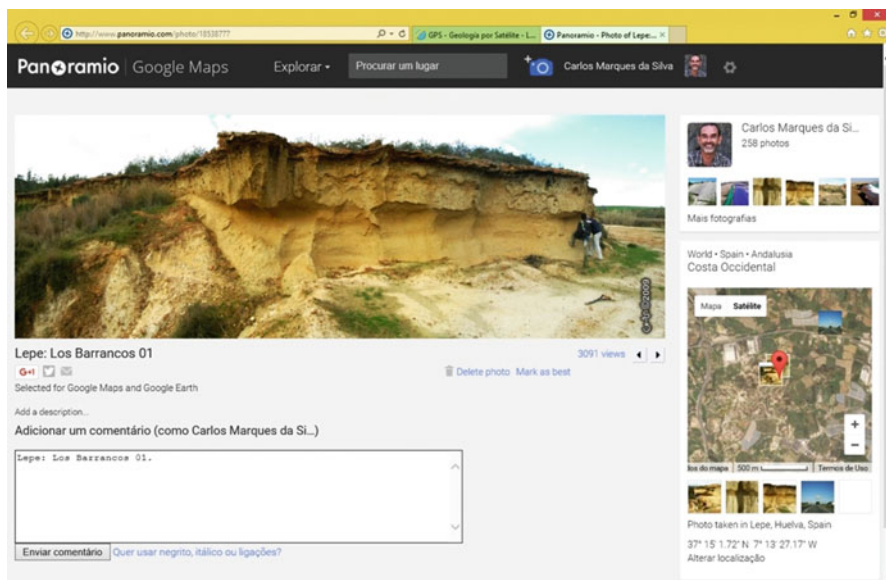 http://www.panoramio.com/photo/18538777
GPS - Geologia por Satélite - L...
Panoramio - Photo of Lepe:...
Panoramio Google Maps
Explorar
Procurar um lugar
Carlos Marques da Silva
Carlos Marques da Si...
258 photos
Mais fotografias
World • Spain • Andalusia
Costa Occidental
Mapa
Satélite
+
−
500 m
Termos de Uso
Photo taken in Lepe, Huelva, Spain
37° 15' 1.72" N 7° 13' 27.17" W
Alterar localização
Lepe: Los Barrancos 01
3091 views
G+1
Delete photo Mark as best
Selected for Google Maps and Google Earth
Add a description...
Adicionar um comentário (como Carlos Marques da Si...)
Lepe: Los Barrancos 01.
Enviar comentário
Quer usar negrito, itálico ou ligações?